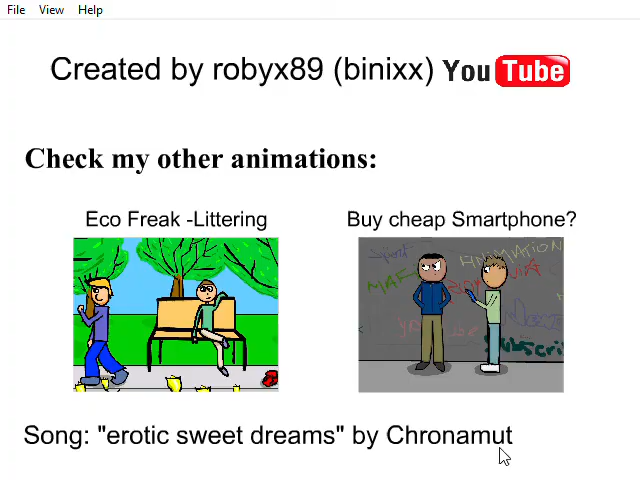 File View Help
Created by robyx89 (binixx) YouTube
Check my other animations:
Eco Freak -Littering
Buy cheap Smartphone?
ANIMATION
Song: "erotic sweet dreams" by Chronamut